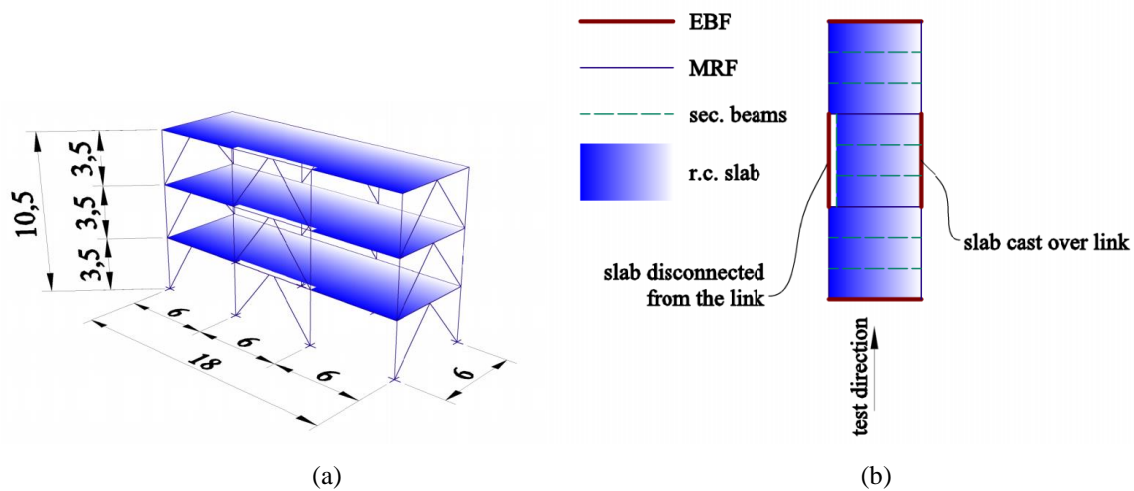 10,5
3,5
3,5
3,5
6
6
6
18
6
(a)
EBF
MRF
sec. beams
r.c. slab
slab disconnected
from the link
slab cast over link
test direction
(b)